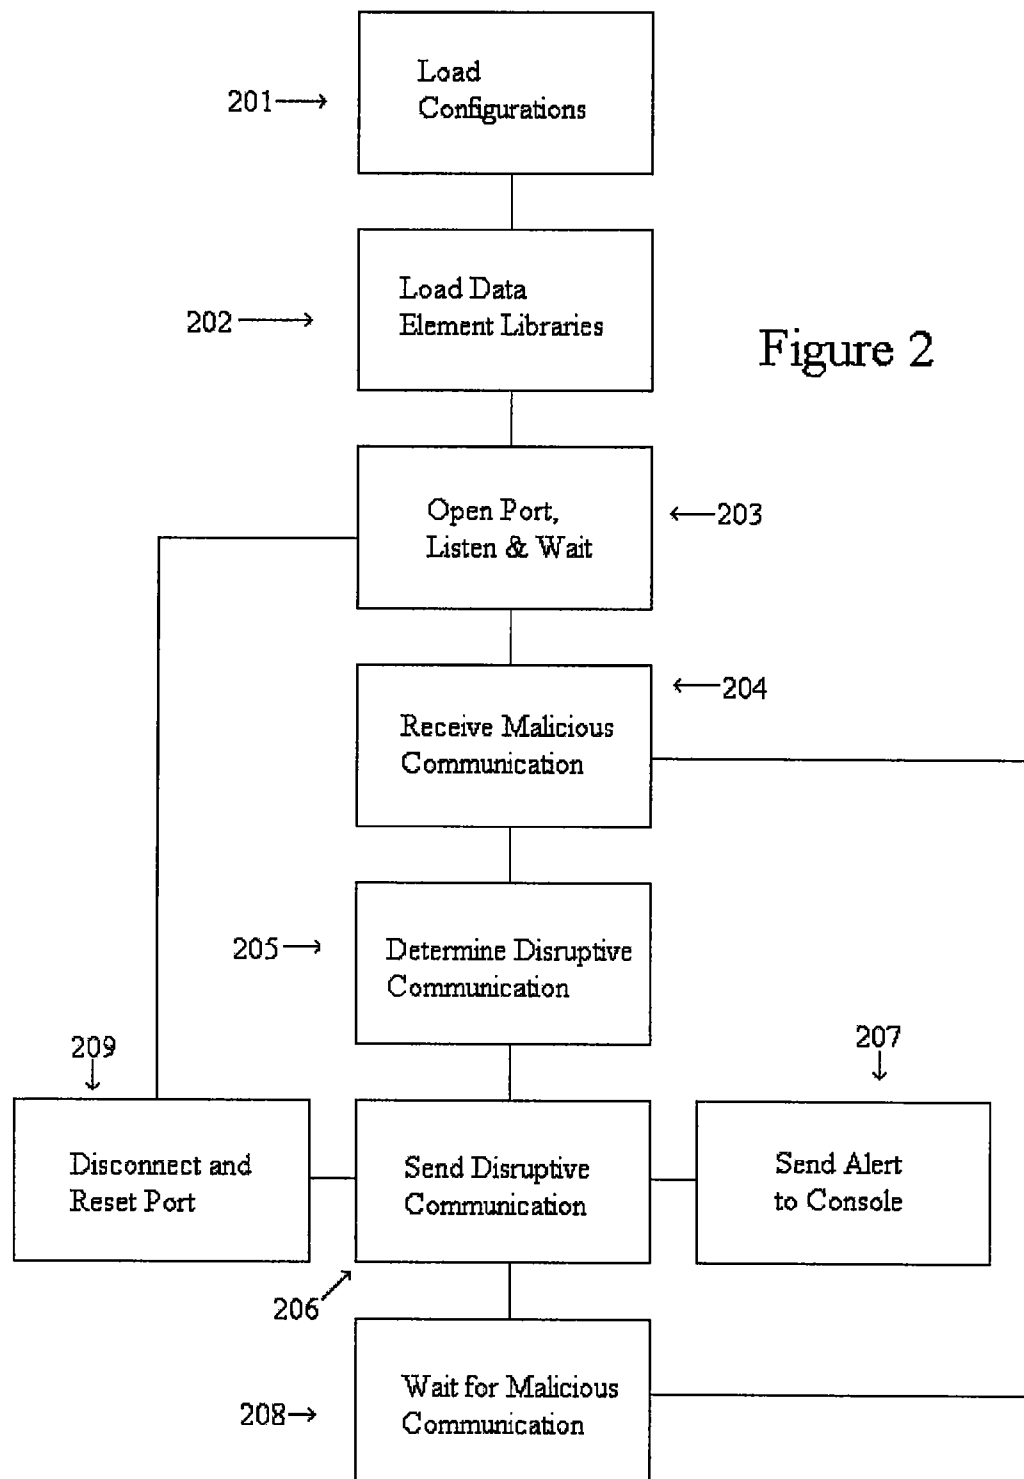 Load
Configurations
201
Load Data
Element Libraries
202
Figure 2
Open Port,
Listen & Wait
203
204
Receive Malicious
Communication
205
Determine Disruptive
Communication
209
207
Disconnect and
Reset Port
Send Disruptive
Communication
Send Alert
to Console
206
Wait for Malicious
Communication
208